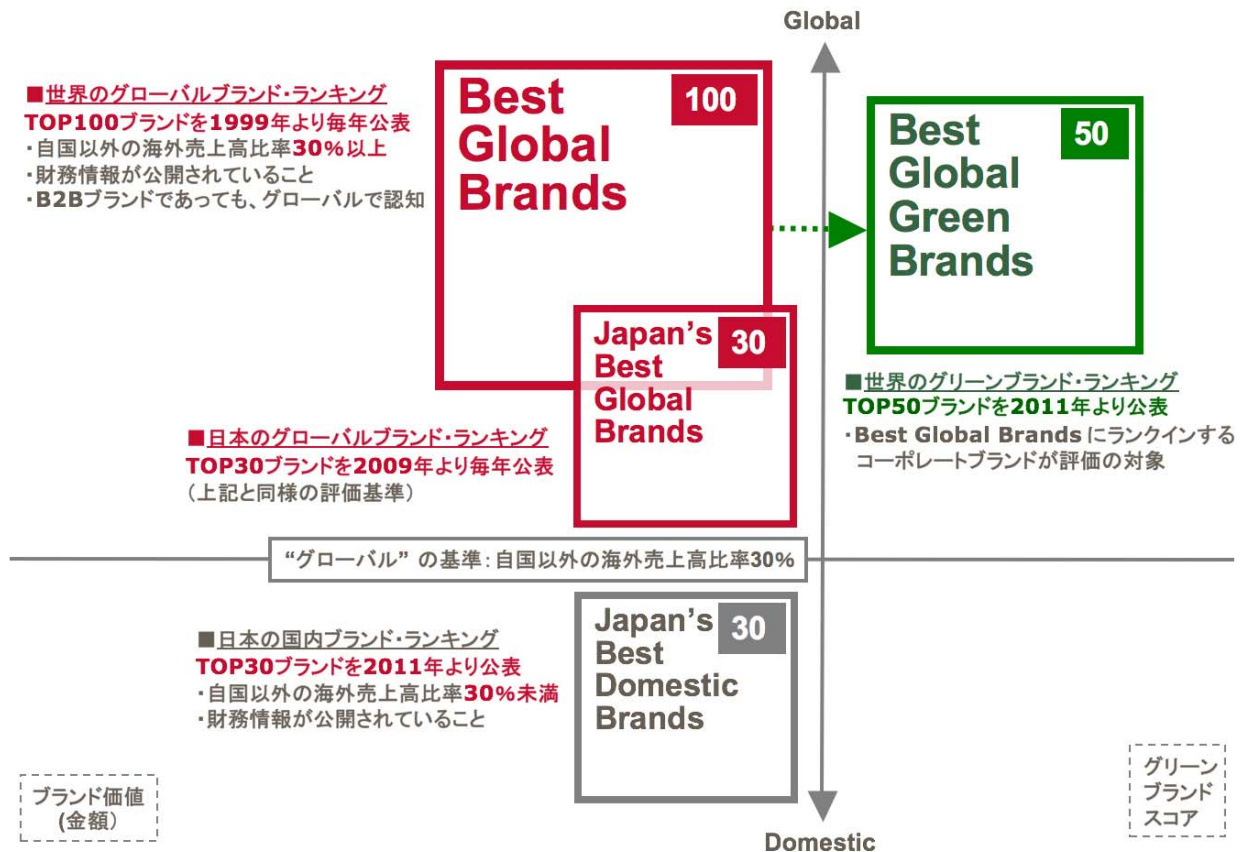 Global
■世界のグローバルブランド・ランキング
TOP100ブランドを1999年より毎年公表
・自国以外の海外売上高比率30%以上
・財務情報が公開されていること
・B2Bブランドであっても、グローバルで認知
Best
Global
Brands
100
Best
Global
Green
Brands
50
Japan’s
Best
Global
Brands
30
■世界のグリーンブランド・ランキング
TOP50ブランドを2011年より公表
・Best Global Brands にランクインする
コーポレートブランドが評価の対象
■日本のグローバルブランド・ランキング
TOP30ブランドを2009年より毎年公表
（上記と同様の評価基準）
“グローバル” の基準：自国以外の海外売上高比率30%
■日本の国内ブランド・ランキング
TOP30ブランドを2011年より公表
・自国以外の海外売上高比率30%未満
・財務情報が公開されていること
Japan’s
Best
Domestic
Brands
30
ブランド価値
(金額）
グリーン
ブランド
スコア
Domestic